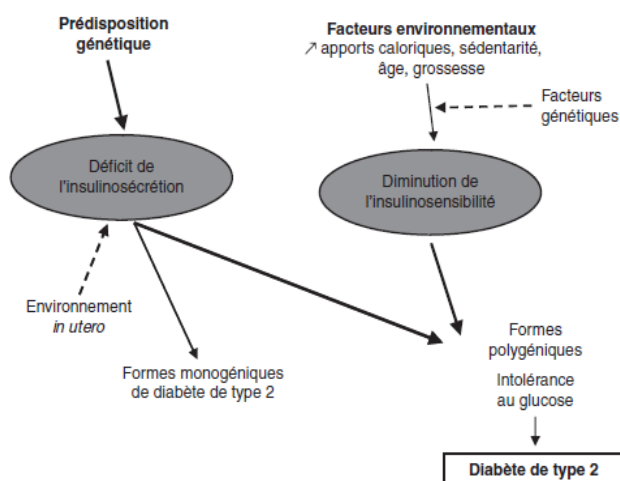 Prédisposition
génétique
Facteurs environnementaux
↗ apports caloriques, sédentarité,
âge, grossesse
Facteurs
génétiques
Déficit de
l'insulinosécrétion
Diminution de
l'insulinosensibilité
Environnement
in utero
Formes monogéniques
de diabète de type 2
Formes
polygéniques
Intolérance
au glucose
Diabète de type 2